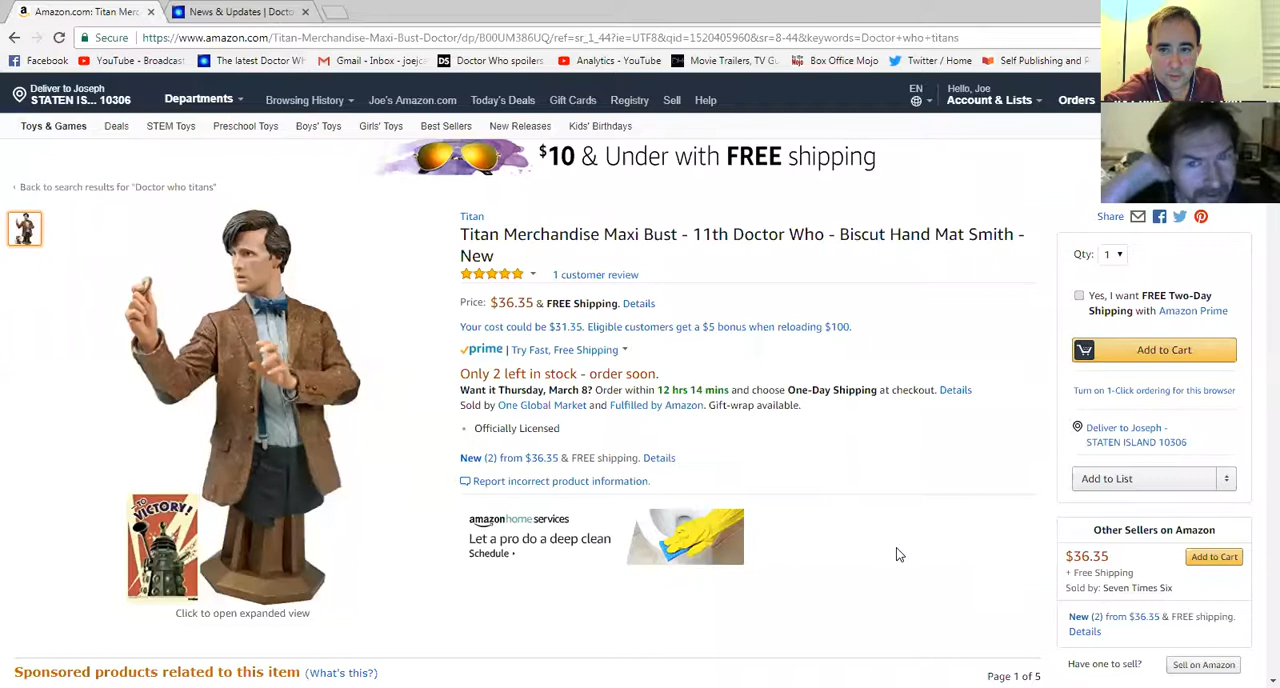 Amazon.com: Titan Merc
News & Updates | Docto
Secure
https://www.amazon.com/Titan-Merchandise-Maxi-Bust-Doctor/dp/B00UM386UQ/ref=sr_1_44?ie=UTF8&qid=1520405960&sr=8-44&keywords=Doctor+who+titans
Facebook YouTube - Broadcast The latest Doctor Wh Gmail - Inbox - joejc DS Doctor Who spoilers Analytics - YouTube Movie Trailers, TV Gu Box Office Mojo Twitter / Home Self Publishing and
Deliver to Joseph
STATEN IS... 10306
Departments Browsing History Joe's Amazon.com Today's Deals Gift Cards Registry Sell Help
EN
Hello, Joe
Account & Lists
Orders
Toys & Games Deals STEM Toys Preschool Toys Boys' Toys Girls' Toys Best Sellers New Releases Kids' Birthdays
$10 & Under with FREE shipping
‹ Back to search results for "Doctor who titans"
Share
Titan
Titan Merchandise Maxi Bust - 11th Doctor Who - Biscut Hand Mat Smith -
New
1 customer review
Price: $36.35 & FREE Shipping. Details
Your cost could be $31.35. Eligible customers get a $5 bonus when reloading $100.
prime | Try Fast, Free Shipping
Only 2 left in stock - order soon.
Want it Thursday, March 8? Order within 12 hrs 14 mins and choose One-Day Shipping at checkout. Details
Sold by One Global Market and Fulfilled by Amazon. Gift-wrap available.
• Officially Licensed
New (2) from $36.35 & FREE shipping. Details
Report incorrect product information.
amazonhome services
Let a pro do a deep clean
Schedule ›
TO
VICTORY!
Click to open expanded view
Qty: 1
Yes, I want FREE Two-Day
Shipping with Amazon Prime
Add to Cart
Turn on 1-Click ordering for this browser
Deliver to Joseph -
STATEN ISLAND 10306
Add to List
Other Sellers on Amazon
$36.35
Add to Cart
+ Free Shipping
Sold by: Seven Times Six
New (2) from $36.35 & FREE shipping.
Details
Have one to sell?
Sell on Amazon
Sponsored products related to this item (What's this?)
Page 1 of 5